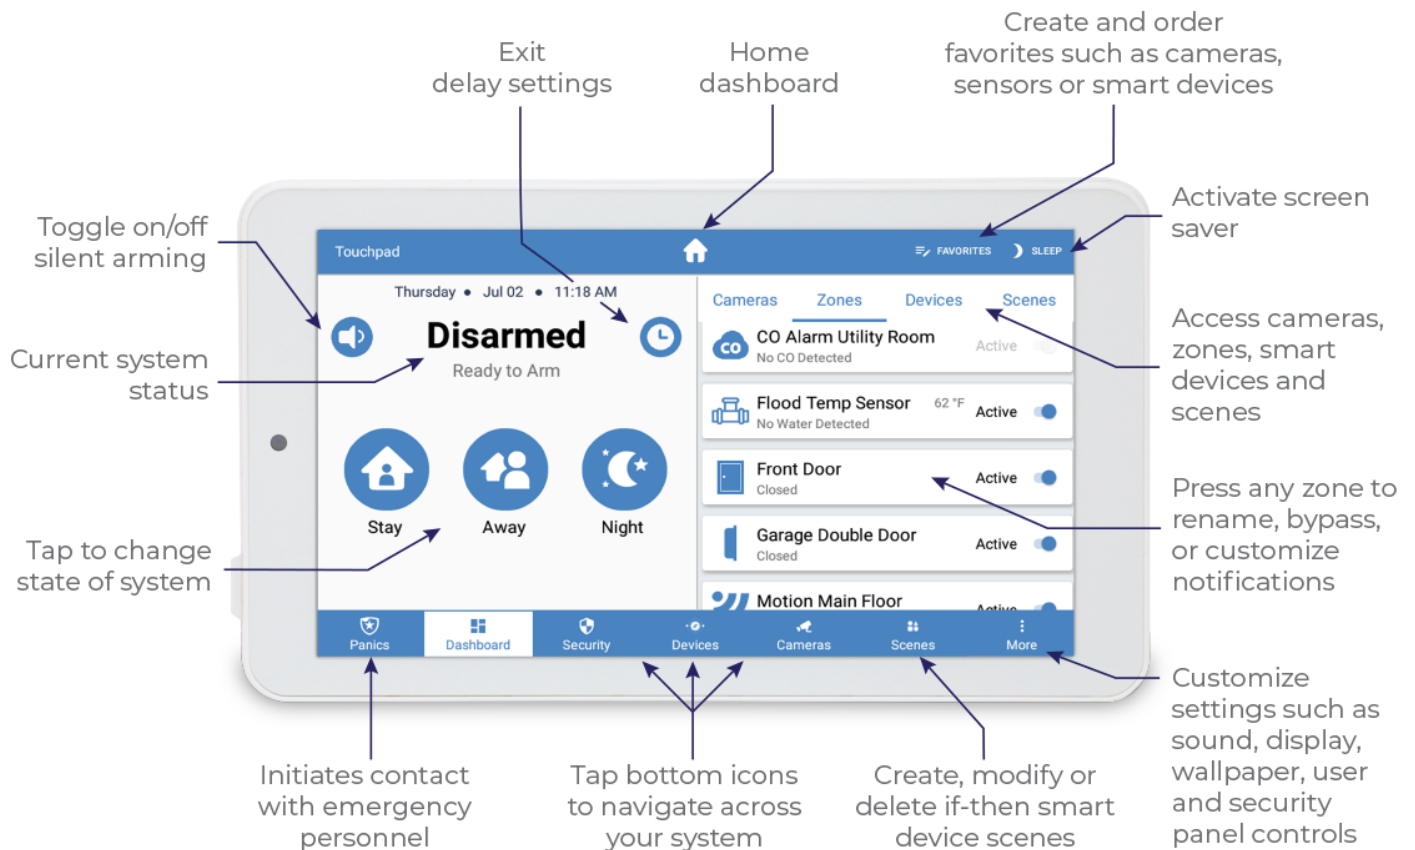 Create and order
favorites such as cameras,
sensors or smart devices
Exit
delay settings
Home
dashboard
Toggle on/off
silent arming
Activate screen
saver
Touchpad
FAVORITES
SLEEP
Thursday • Jul 02 • 11:18 AM
Disarmed
Ready to Arm
Cameras
Zones
Devices
Scenes
CO
CO Alarm Utility Room
No CO Detected
Active
Current system
status
Access cameras,
zones, smart
devices and
scenes
Flood Temp Sensor
62 °F
Active
No Water Detected
Front Door
Closed
Active
Stay
Away
Night
Press any zone to
rename, bypass,
or customize
notifications
Garage Double Door
Closed
Active
Tap to change
state of system
Motion Main Floor
Active
Panics
Dashboard
Security
Devices
Cameras
Scenes
More
Customize
settings such as
sound, display,
wallpaper, user
and security
panel controls
Initiates contact
with emergency
personnel
Tap bottom icons
to navigate across
your system
Create, modify or
delete if-then smart
device scenes